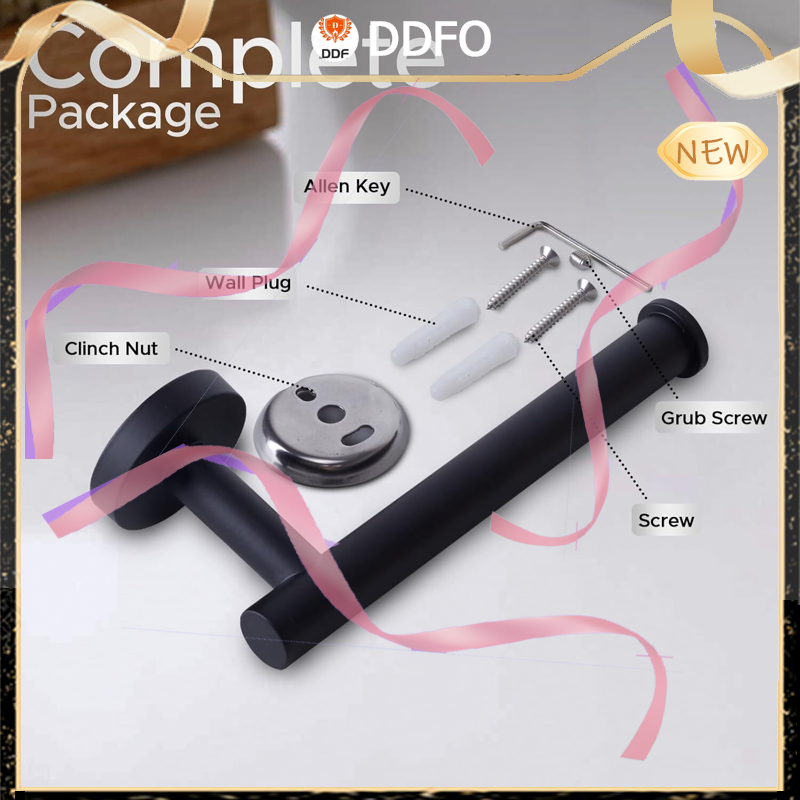 DDFO
DDF
Complete
Package
NEW
Allen Key
Wall Plug
Clinch Nut
Grub Screw
Screw